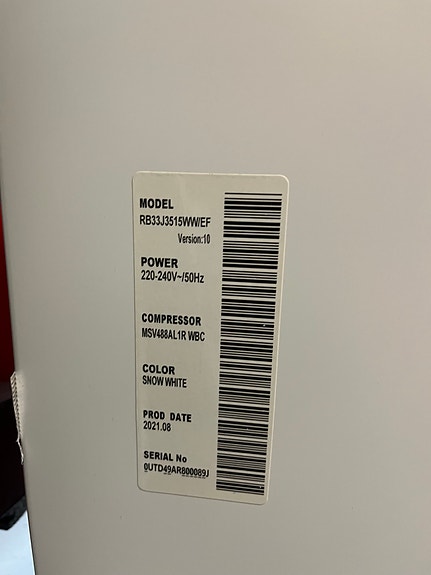 MODEL
RB33J3515WW/EF
Version:10
POWER
220-240V~/50Hz
COMPRESSOR
MSV488AL1R WBC
COLOR
SNOW WHITE
PROD DATE
2021.08
SERIAL No
0UTD49AR800089J